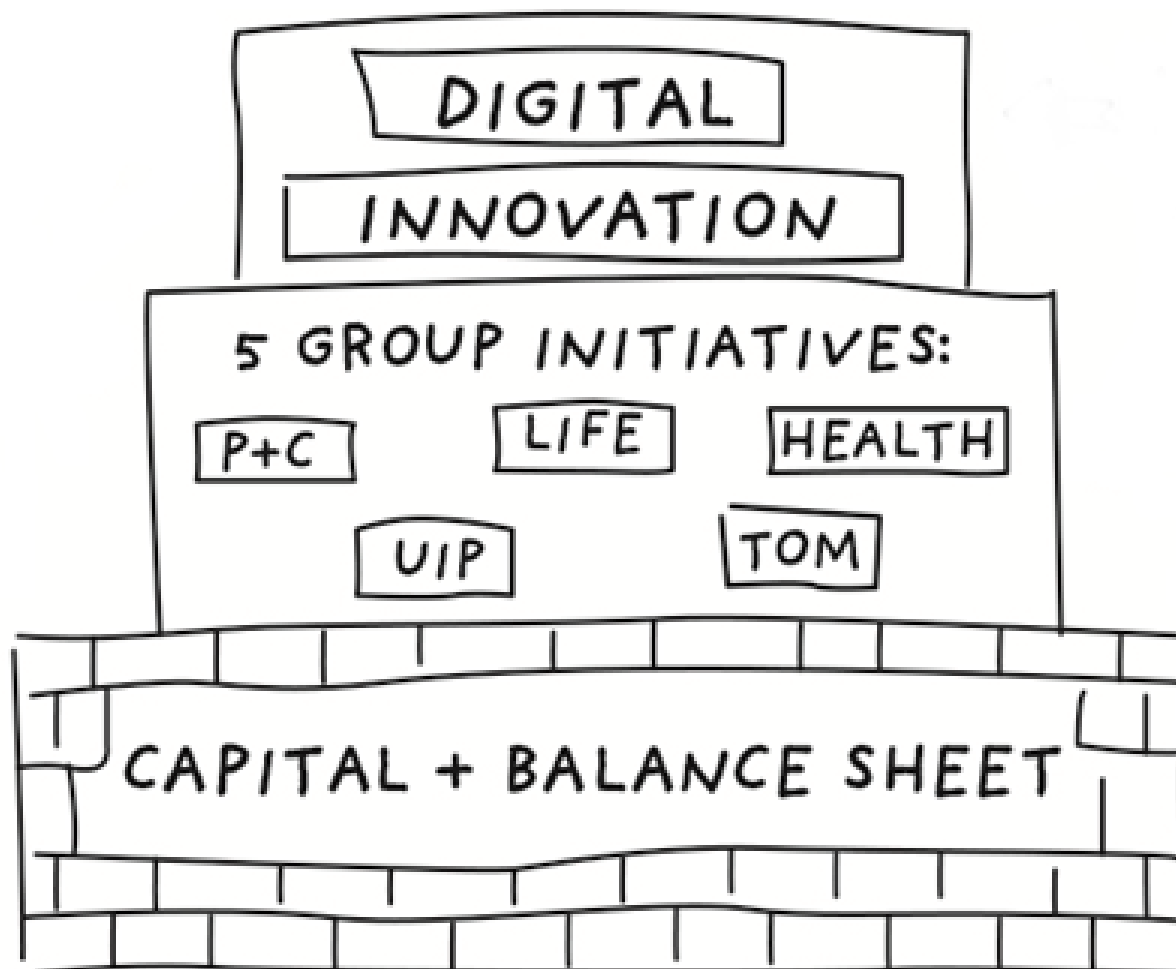 DIGITAL
INNOVATION
5 GROUP INITIATIVES:
P+C LIFE HEALTH
UIP TOM
CAPITAL + BALANCE SHEET